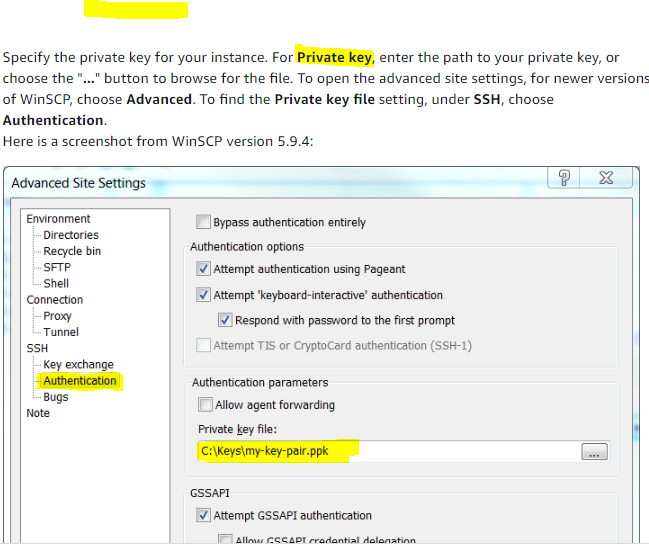 Specify the private key for your instance. For Private key, enter the path to your private key, or
choose the "..." button to browse for the file. To open the advanced site settings, for newer versions
of WinSCP, choose Advanced. To find the Private key file setting, under SSH, choose
Authentication.
Here is a screenshot from WinSCP version 5.9.4:
Advanced Site Settings
Environment
Directories
Recycle bin
SFTP
Shell
Connection
Proxy
Tunnel
SSH
Key exchange
Authentication
Bugs
Note
Bypass authentication entirely
Authentication options
Attempt authentication using Pageant
Attempt 'keyboard-interactive' authentication
Respond with password to the first prompt
Attempt TIS or CryptoCard authentication (SSH-1)
Authentication parameters
Allow agent forwarding
Private key file:
C:\Keys\my-key-pair.ppk
...
GSSAPI
Attempt GSSAPI authentication
Allow GSSAPI credential delegation